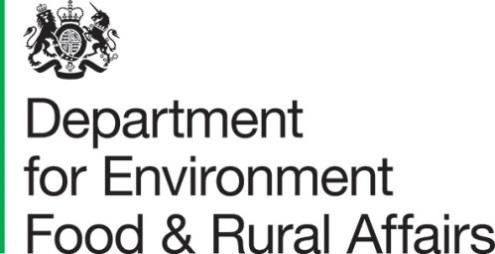 Department
for Environment
Food & Rural Affairs